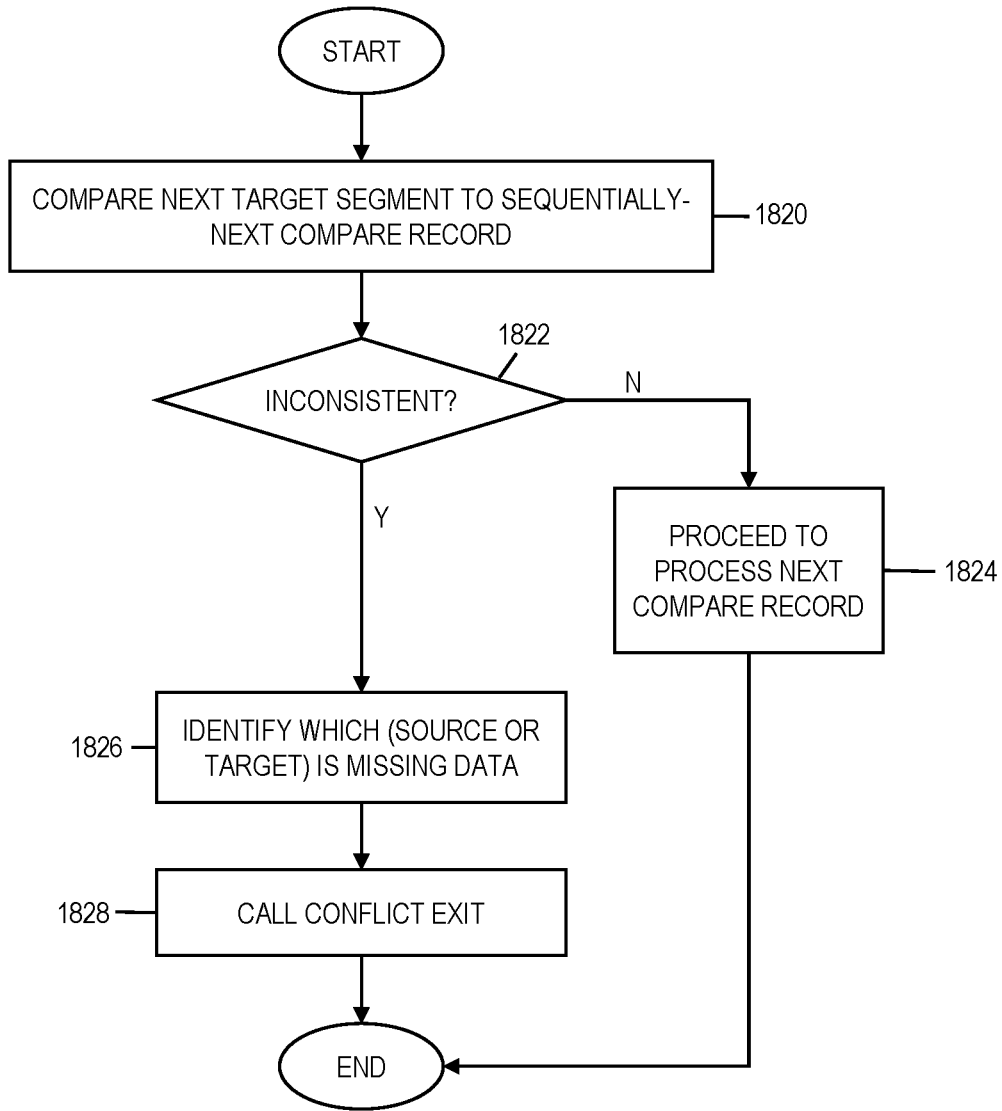 START
COMPARE NEXT TARGET SEGMENT TO SEQUENTIALLY-
NEXT COMPARE RECORD
1820
1822
INCONSISTENT?
N
Y
PROCEED TO
PROCESS NEXT
COMPARE RECORD
1824
1826
IDENTIFY WHICH (SOURCE OR
TARGET) IS MISSING DATA
1828
CALL CONFLICT EXIT
END